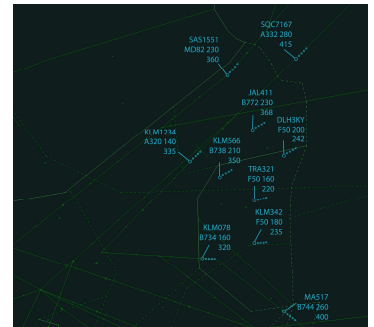 SQC7167
A332 280
415
SAS1551
MD82 230
360
JAL411
B772 230
368
DLH3KY
F50 200
242
KLM1234
A320 140
335
KLM566
B738 210
350
TRA321
F50 160
220
KLM342
F50 180
235
KLM078
B734 160
320
MA517
B744 260
400